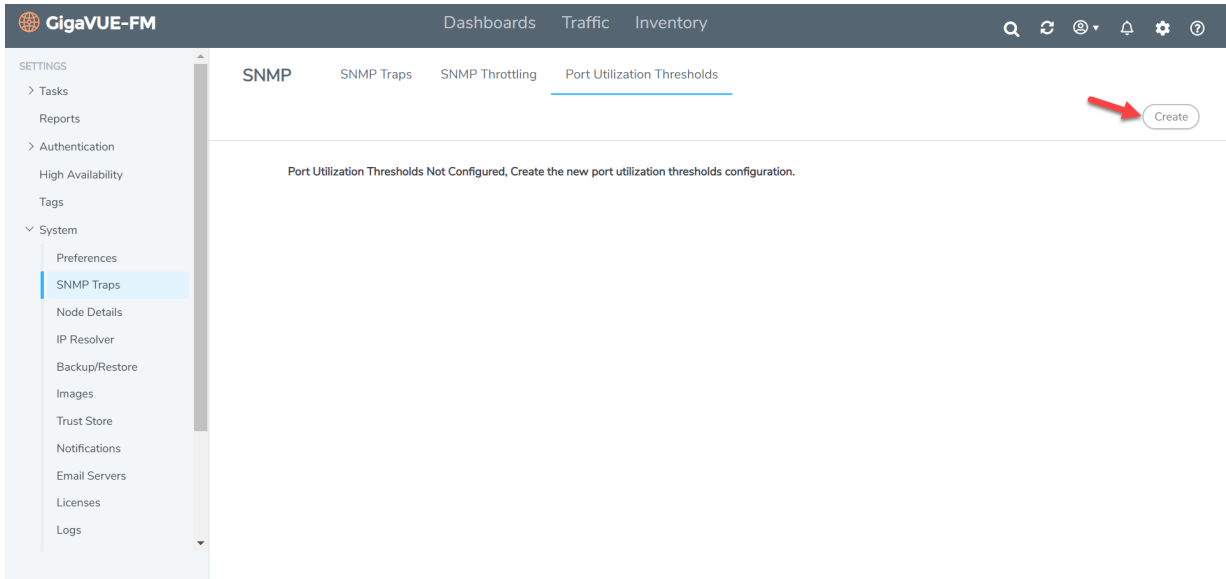 GigaVUE-FM
Dashboards Traffic Inventory
SETTINGS
Tasks
Reports
Authentication
High Availability
Tags
System
Preferences
SNMP Traps
Node Details
IP Resolver
Backup/Restore
Images
Trust Store
Notifications
Email Servers
Licenses
Logs
SNMP SNMP Traps SNMP Throttling Port Utilization Thresholds
Create
Port Utilization Thresholds Not Configured, Create the new port utilization thresholds configuration.